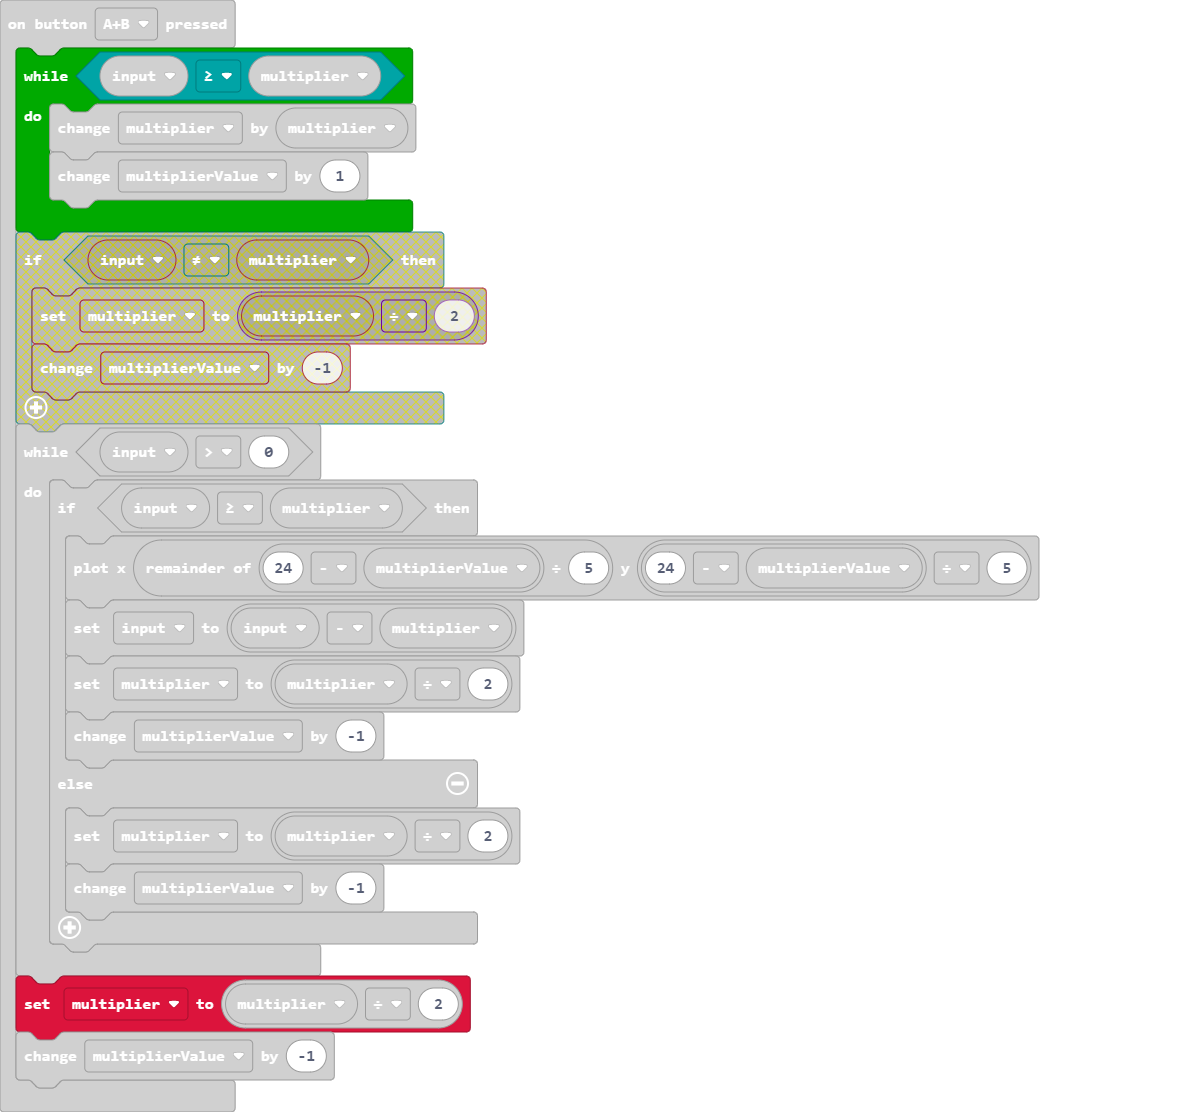 on button A+B pressed
while input ≥ multiplier
do
change multiplier by multiplier
change multiplierValue by 1
if input ≠ multiplier then
set multiplier to multiplier ÷ 2
change multiplierValue by -1
while input > 0
do
if input ≥ multiplier then
plot x remainder of 24 - multiplierValue ÷ 5 y 24 - multiplierValue ÷ 5
set input to input - multiplier
set multiplier to multiplier ÷ 2
change multiplierValue by -1
else
set multiplier to multiplier ÷ 2
change multiplierValue by -1
set multiplier to multiplier ÷ 2
change multiplierValue by -1